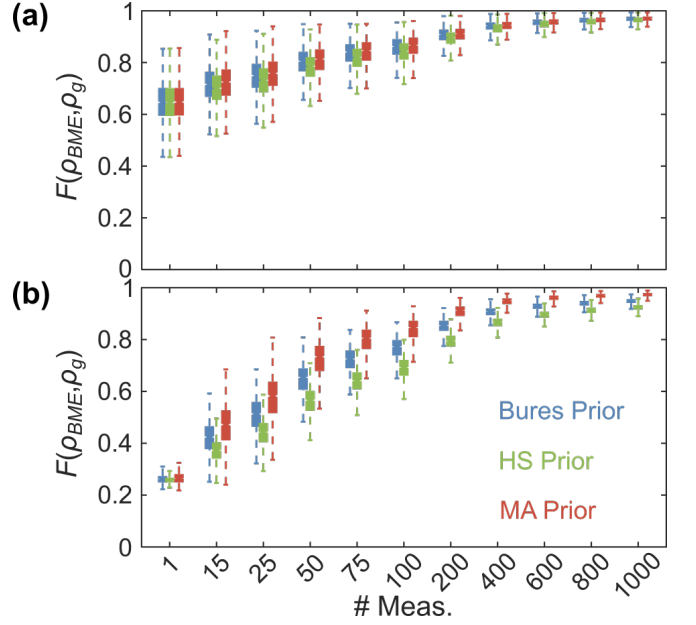 (a)
1
0.8
0.6
0.4
0.2
0
F(ρBME,ρg)
(b)
1
0.8
0.6
0.4
0.2
0
F(ρBME,ρg)
Bures Prior
HS Prior
MA Prior
1 15 25 50 75 100 200 400 600 800 1000
# Meas.